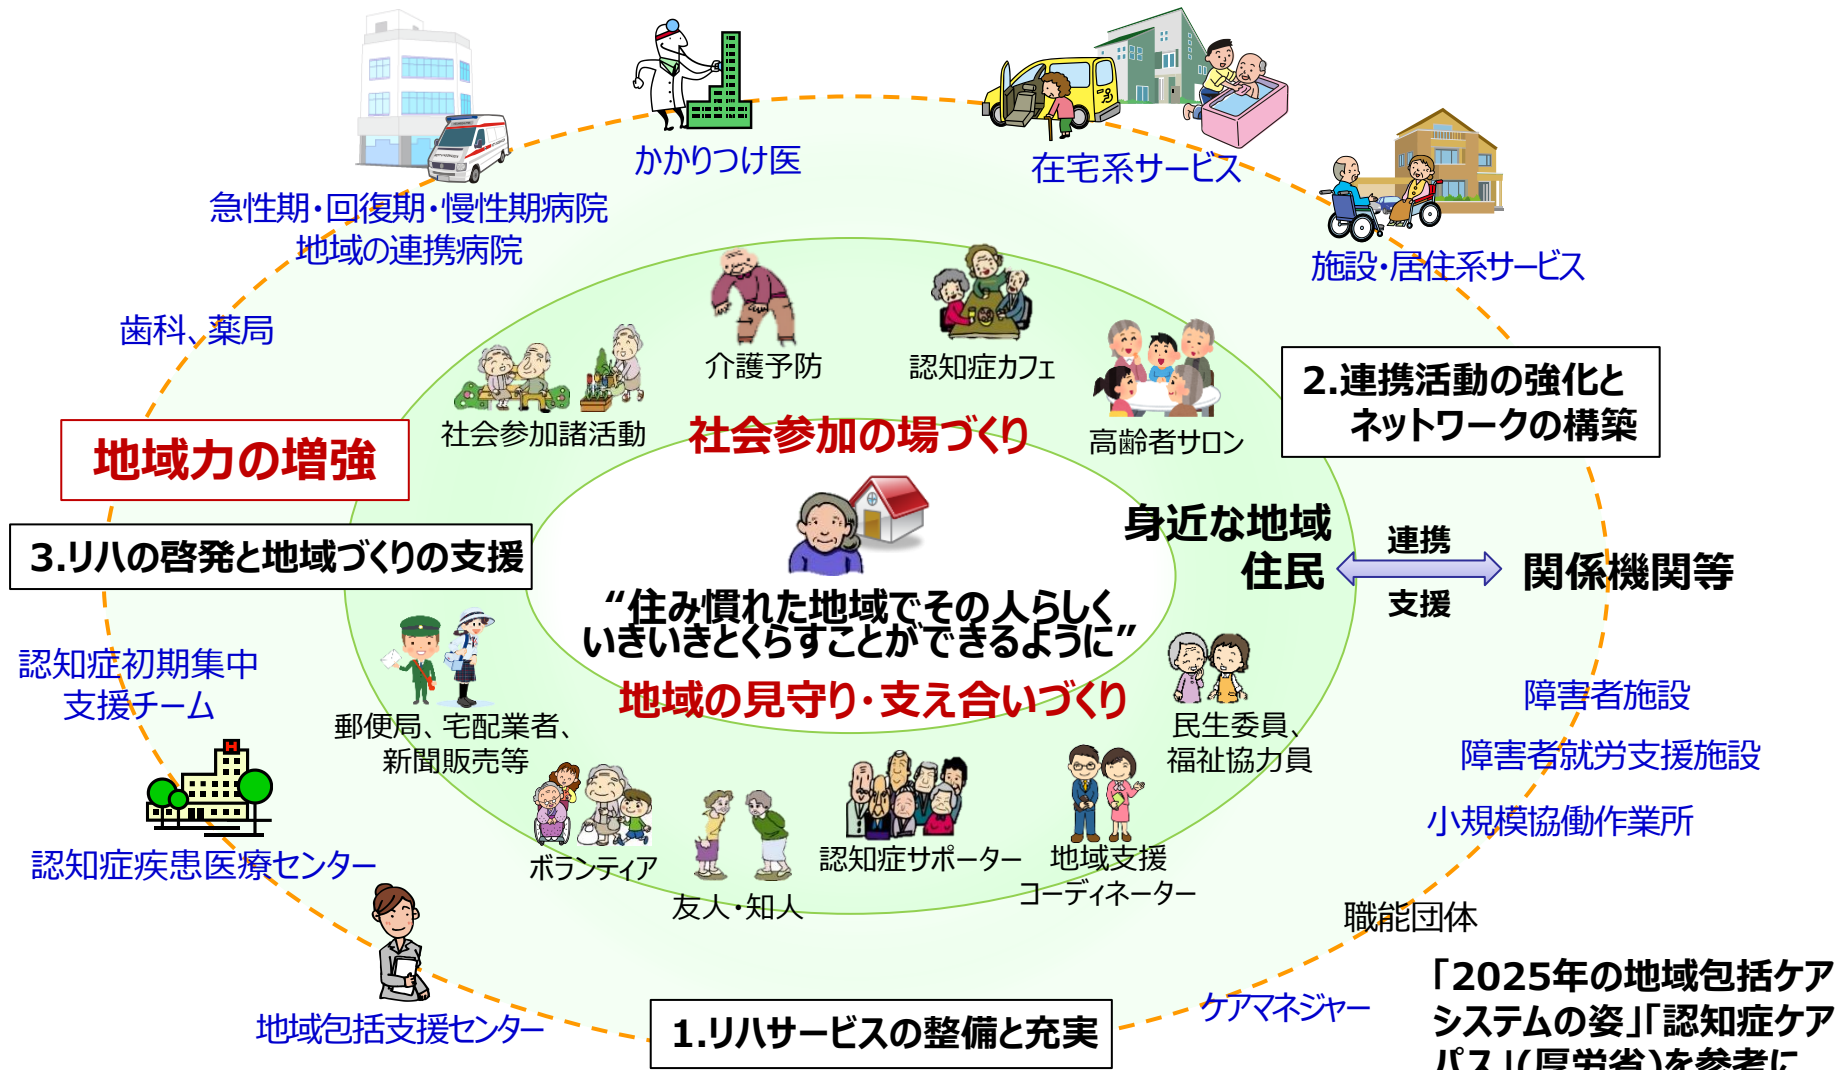 かかりつけ医
在宅系サービス
急性期・回復期・慢性期病院
地域の連携病院
施設・居住系サービス
歯科、薬局
介護予防
認知症カフェ
社会参加諸活動
社会参加の場づくり
高齢者サロン
2.連携活動の強化と
ネットワークの構築
地域力の増強
3.リハの啓発と地域づくりの支援
身近な地域
住民
連携
支援
関係機関等
“住み慣れた地域でその人らしく
いきいきとくらすことができるように”
地域の見守り・支え合いづくり
認知症初期集中
支援チーム
郵便局、宅配業者、
新聞販売等
民生委員、
福祉協力員
障害者施設
障害者就労支援施設
小規模協働作業所
H
認知症疾患医療センター
ボランティア
友人・知人
認知症サポーター
地域支援
コーディネーター
職能団体
地域包括支援センター
1.リハサービスの整備と充実
ケアマネジャー
「2025年の地域包括ケア
システムの姿」「認知症ケア
パス」(厚労省)を参考に